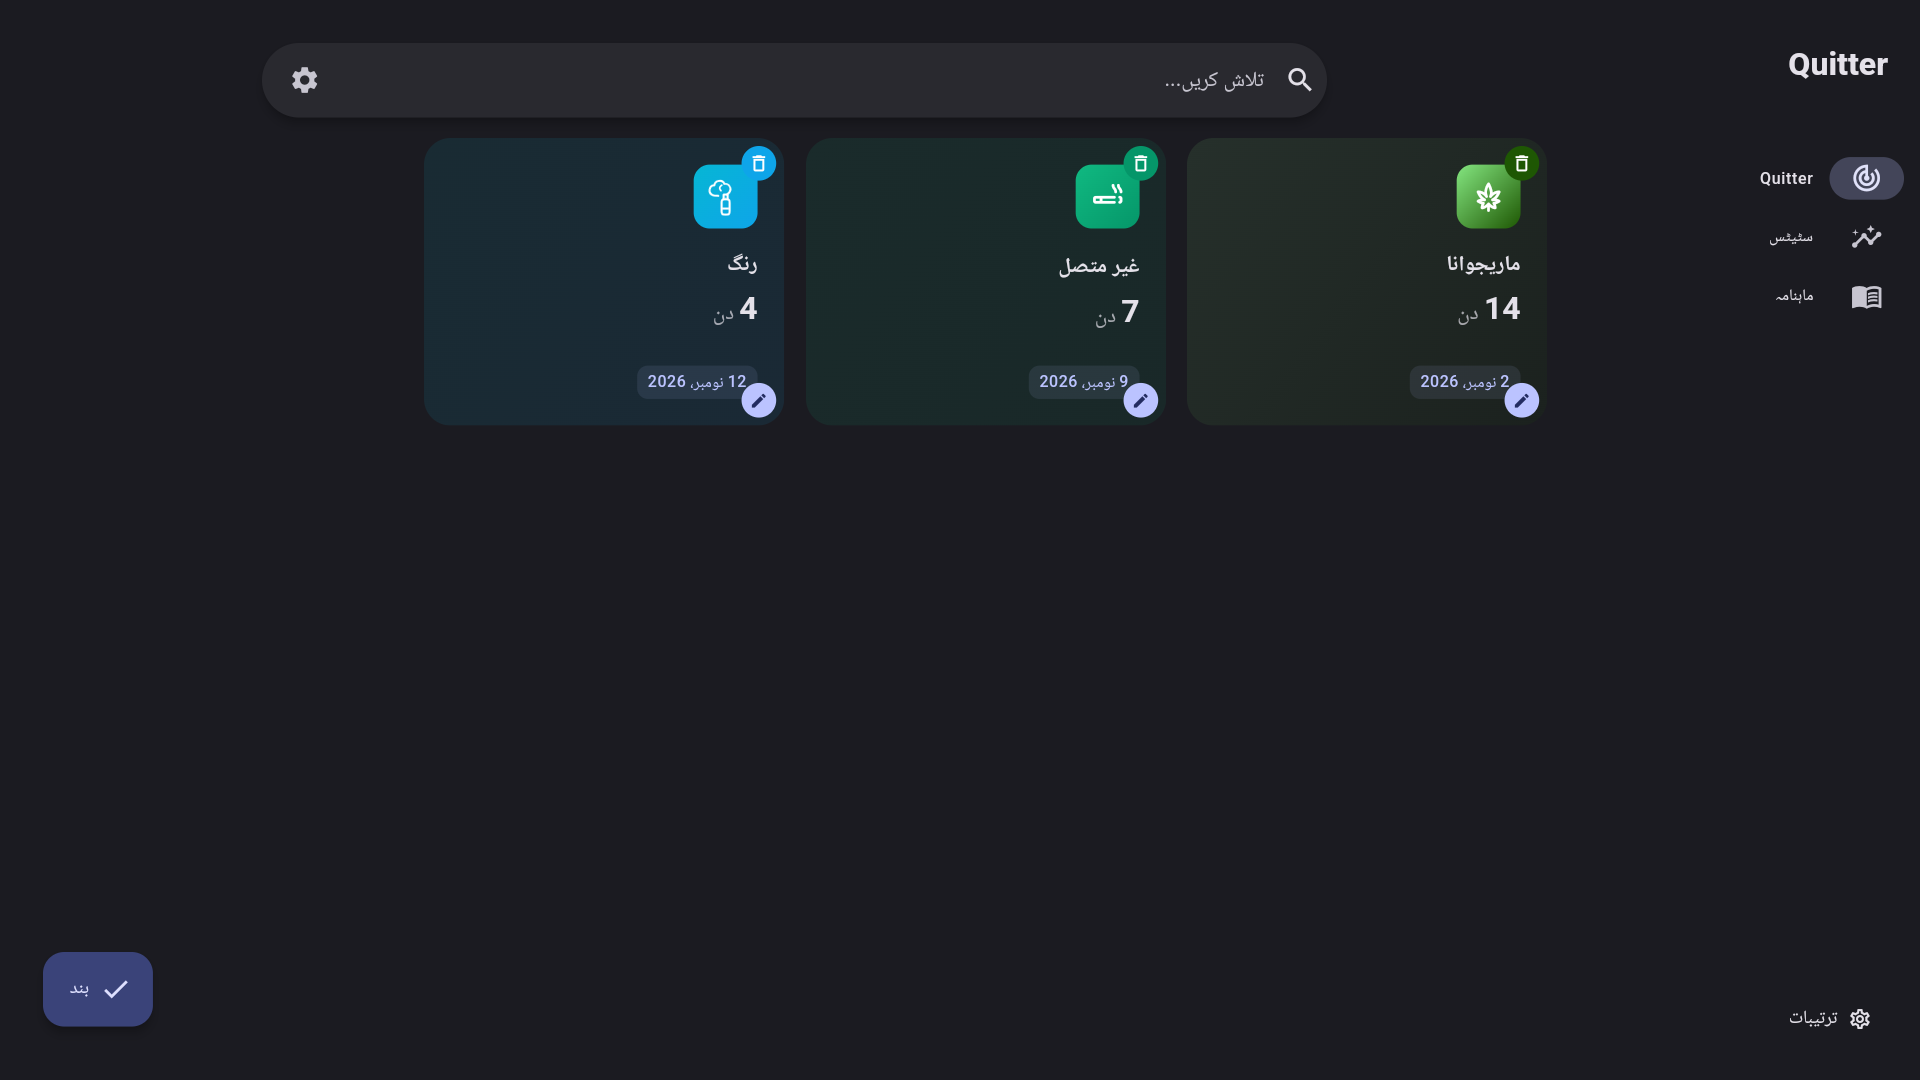 Quitter
تلاش کریں...
Quitter
سٹیٹس
ماہنامہ
ماریجوانا
14 دن
2 نومبر، 2026
غیر متصل
7 دن
9 نومبر، 2026
رنگ
4 دن
12 نومبر، 2026
ترتیبات
بند